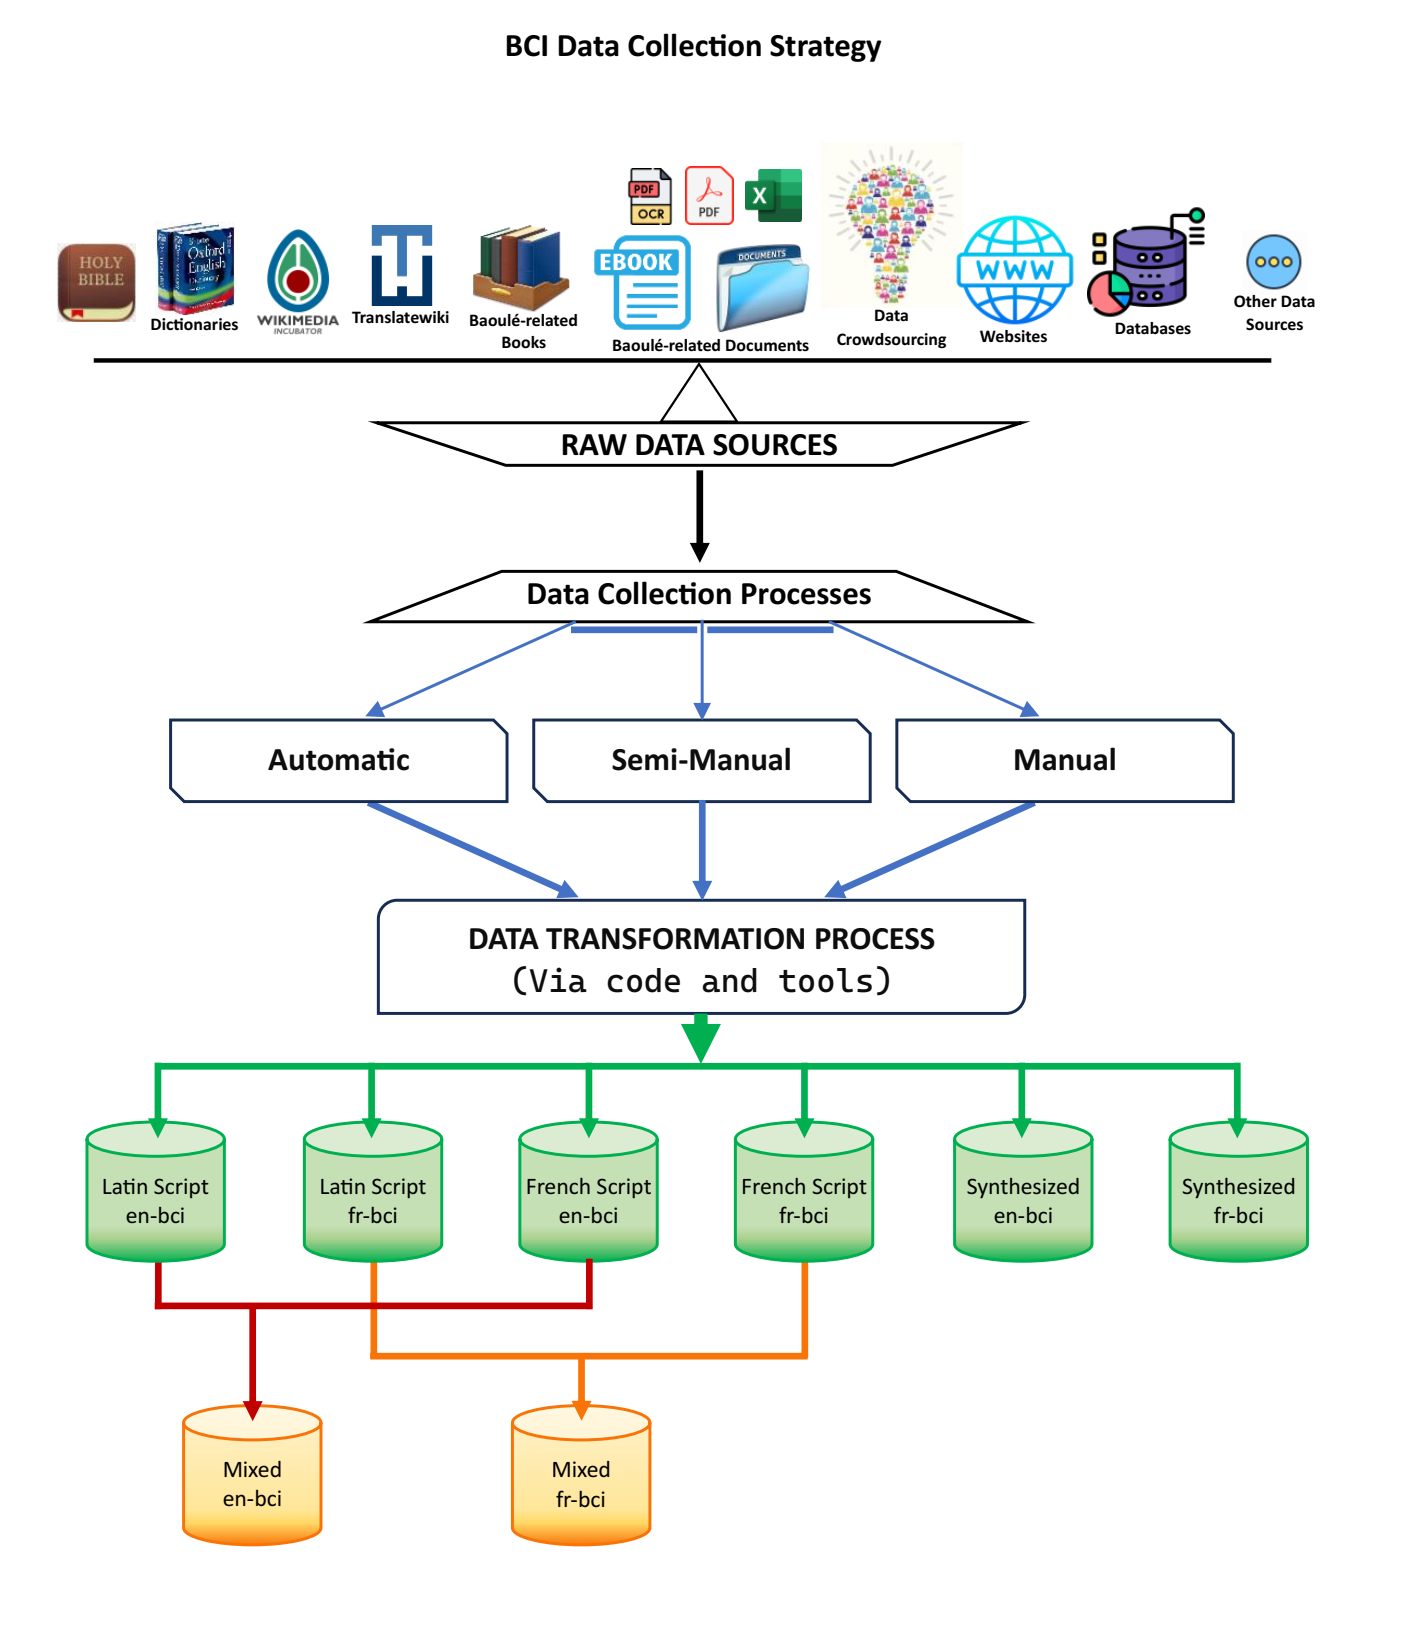 BCI Data Collection Strategy
PDF
OCR
PDF
X
HOLY
BIBLE
Oxford
English
Dictionary
Dictionaries
WIKIMEDIA
INCUBATOR
Translatewiki
Baoulé-related
Books
EBOOK
DOCUMENTS
Baoulé-related Documents
Data
Crowdsourcing
WWW
Websites
Databases
Other Data
Sources
RAW DATA SOURCES
Data Collection Processes
Automatic
Semi-Manual
Manual
DATA TRANSFORMATION PROCESS
(Via code and tools)
Latin Script
en-bci
Latin Script
fr-bci
French Script
en-bci
French Script
fr-bci
Synthesized
en-bci
Synthesized
fr-bci
Mixed
en-bci
Mixed
fr-bci